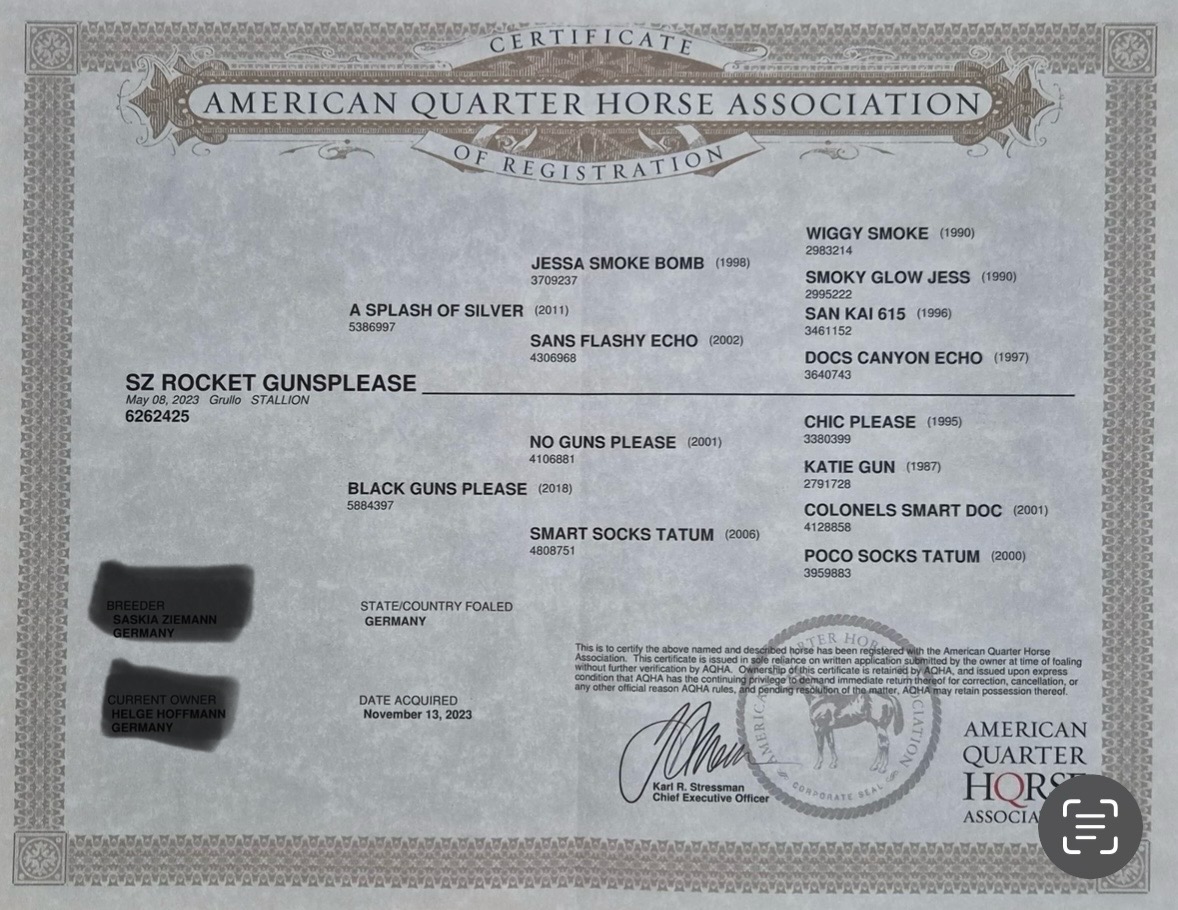 CERTIFICATE
AMERICAN QUARTER HORSE ASSOCIATION
OF REGISTRATION
WIGGY SMOKE (1990)
2983214
JESSA SMOKE BOMB (1998)
3709237
SMOKY GLOW JESS (1990)
2995222
A SPLASH OF SILVER (2011)
5386997
SAN KAI 615 (1996)
3461152
SANS FLASHY ECHO (2002)
4306968
DOCS CANYON ECHO (1997)
3640743
SZ ROCKET GUNSPLEASE
May 08, 2023 Grullo STALLION
6262425
CHIC PLEASE (1995)
3380399
NO GUNS PLEASE (2001)
4106881
KATIE GUN (1987)
2791728
BLACK GUNS PLEASE (2018)
5884397
COLONELS SMART DOC (2001)
4128858
SMART SOCKS TATUM (2006)
4808751
POCO SOCKS TATUM (2000)
3959883
BREEDER
SASKIA ZIEMANN
GERMANY
STATE/COUNTRY FOALED
GERMANY
CURRENT OWNER
HELGE HOFFMANN
GERMANY
DATE ACQUIRED
November 13, 2023
This is to certify the above named and described horse has been registered with the American Quarter Horse
Association. This certificate is issued in sole reliance on written application submitted by the owner at time of foaling
without further verification by AQHA. Ownership of this certificate is retained by AQHA, and issued upon express
condition that AQHA has the continuing privilege to demand immediate return thereof for correction, cancellation, or
any other official reason AQHA rules, and pending resolution of the matter, AQHA may retain possession thereof.
Karl R. Stressman
Chief Executive Officer
CORPORATE SEAL
AMERICAN
QUARTER
HORSE